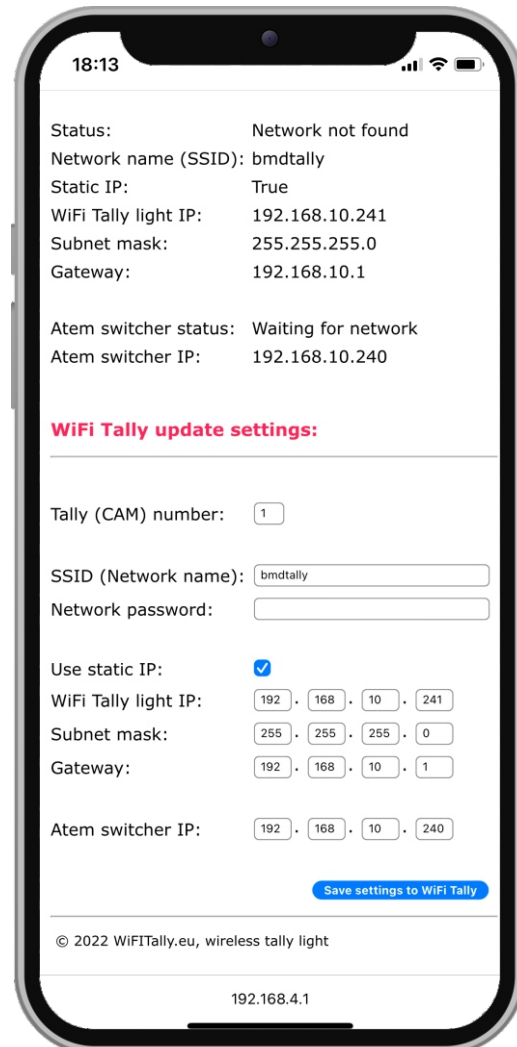 18:13
Status: Network not found
Network name (SSID): bmdtally
Static IP: True
WiFi Tally light IP: 192.168.10.241
Subnet mask: 255.255.255.0
Gateway: 192.168.10.1
Atem switcher status: Waiting for network
Atem switcher IP: 192.168.10.240
WiFi Tally update settings:
Tally (CAM) number: 1
SSID (Network name): bmdtally
Network password:
Use static IP:
WiFi Tally light IP: 192 . 168 . 10 . 241
Subnet mask: 255 . 255 . 255 . 0
Gateway: 192 . 168 . 10 . 1
Atem switcher IP: 192 . 168 . 10 . 240
Save settings to WiFi Tally
© 2022 WiFITally.eu, wireless tally light
192.168.4.1